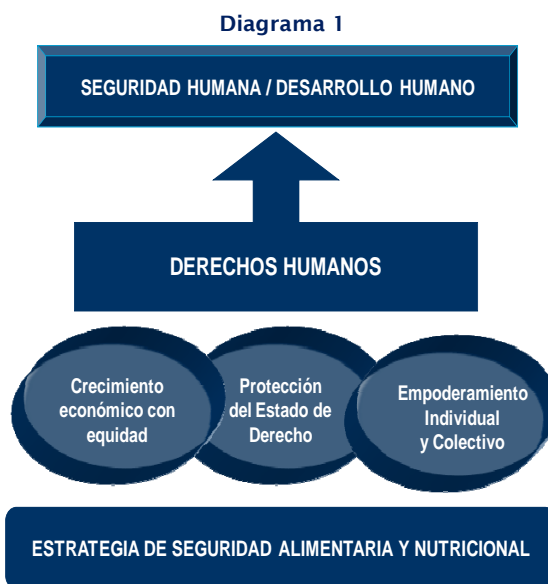 Diagrama 1
SEGURIDAD HUMANA / DESARROLLO HUMANO
DERECHOS HUMANOS
Crecimiento
económico con
equidad
Protección
del Estado de
Derecho
Empoderamiento
Individual
y Colectivo
ESTRATEGIA DE SEGURIDAD ALIMENTARIA Y NUTRICIONAL